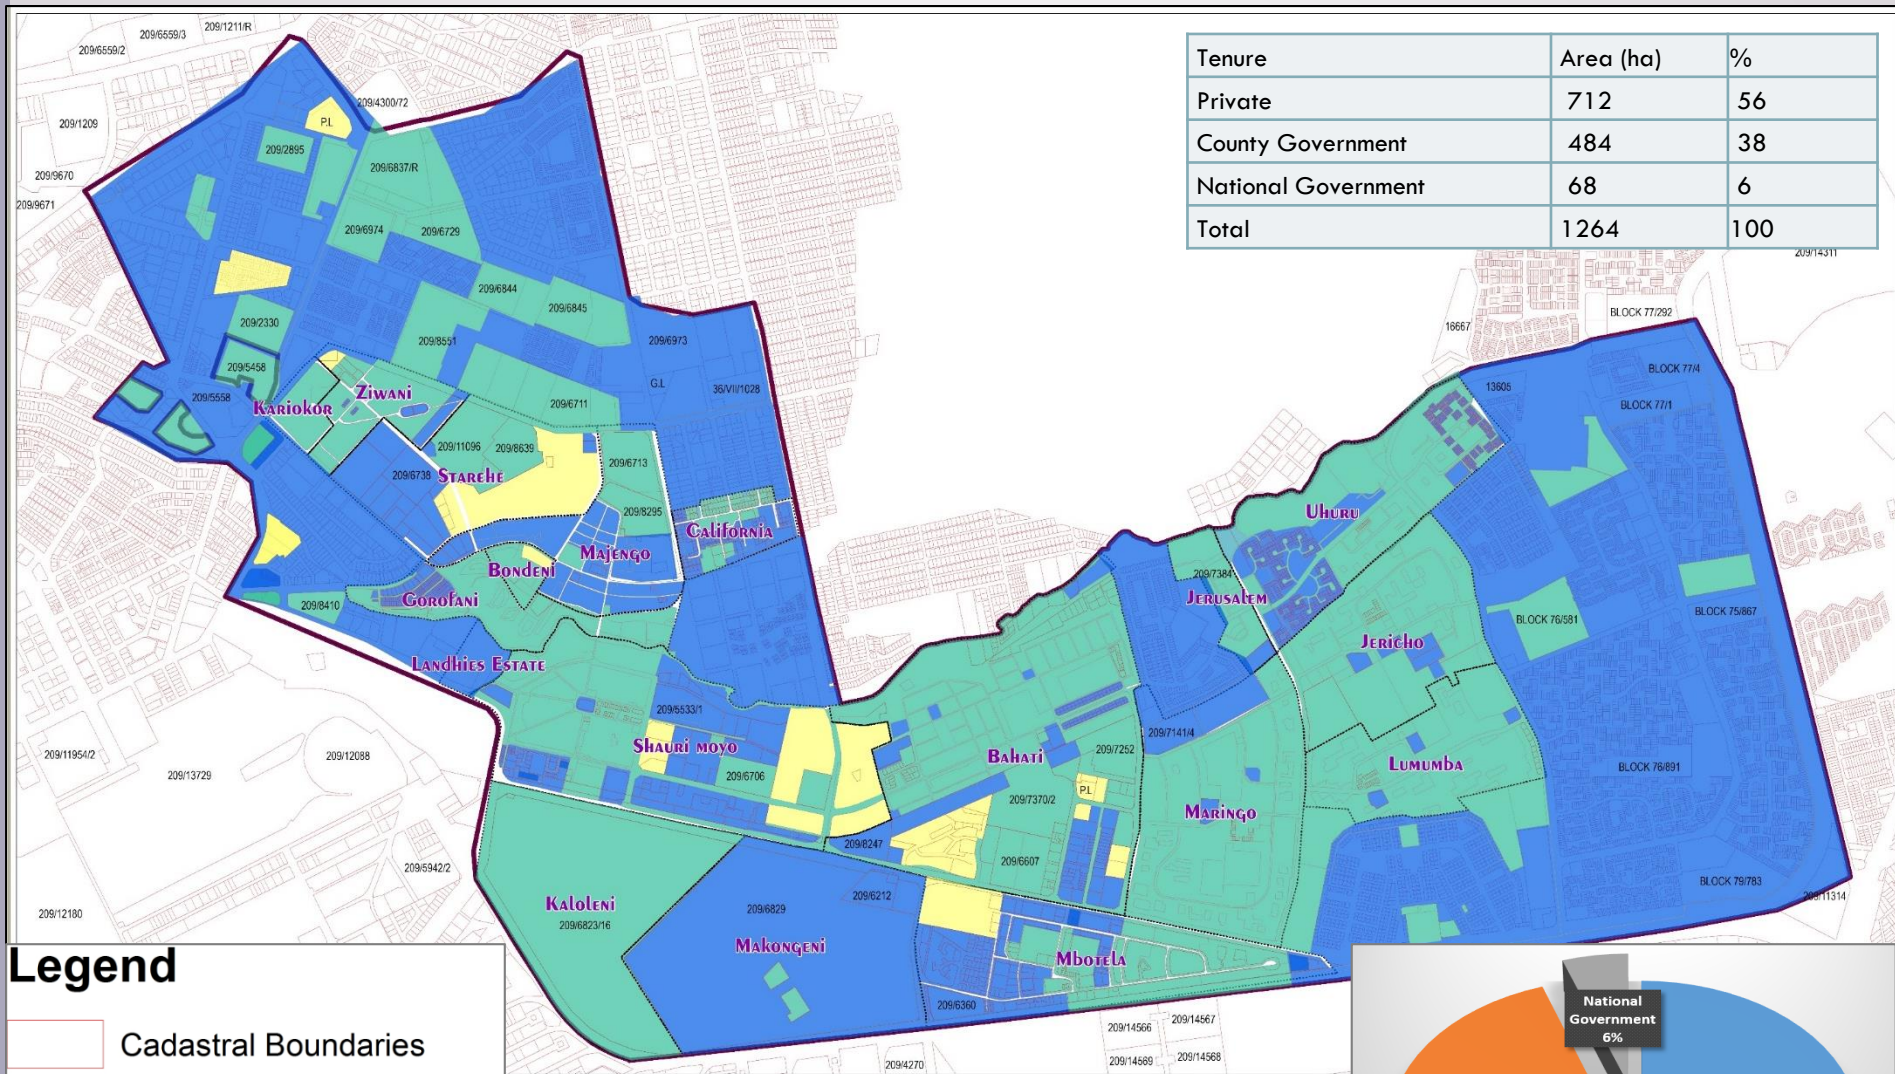 209/6559/2
209/6559/3
209/1211/R
209/4300/72
209/1209
P.L
209/2895
209/6837/R
209/9670
209/9671
209/6974
209/6729
209/6844
209/6845
209/2330
209/8551
209/6973
209/5458
G.L
36/VII/1028
209/5558
Kariokor
Ziwani
209/6711
209/11096
209/8639
209/6738
Starehe
209/6713
209/8295
California
Majengo
Bondeni
Gorofani
209/8410
Landhies Estate
209/5533/1
Shauri moyo
209/6706
209/11954/2
209/13729
209/12088
209/5942/2
209/12180
Kaloleni
209/6823/16
209/6829
Makongeni
209/6212
209/8247
209/6360
Mbotela
209/6607
209/7370/2
P.L
209/7252
Bahati
209/7141/4
Maringo
Jerusalem
209/7384
Uhuru
Jericho
Lumumba
16667
13605
BLOCK 77/292
209/14311
BLOCK 77/4
BLOCK 77/1
BLOCK 76/581
BLOCK 75/867
BLOCK 76/891
BLOCK 79/783
209/11314
209/14566
209/14567
209/14569
209/14568
209/4270
Tenure Area (ha) %
Private 712 56
County Government 484 38
National Government 68 6
Total 1264 100
Legend
Cadastral Boundaries
National
Government
6%